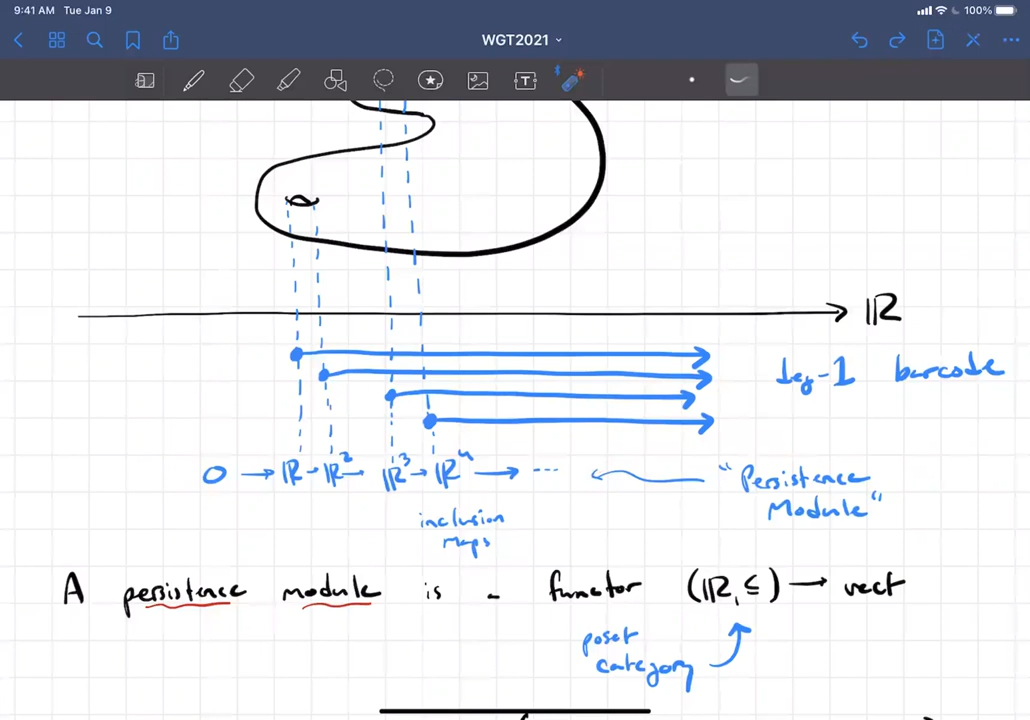 9:41 AM Tue Jan 9
100%
WGT2021
T
ℝ
deg-1 barcode
0 → ℝ → ℝ² → ℝ³ → ℝ⁴ → ...
"Persistence
Module"
inclusion
maps
A persistence module is a functor (ℝ, ≤) → vect
poset
category